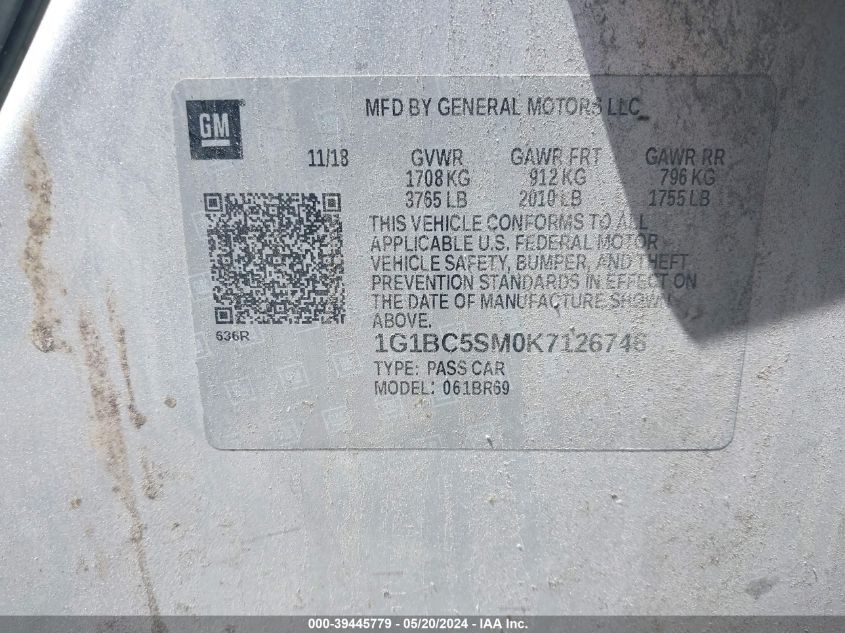 GM
MFD BY GENERAL MOTORS LLC
11/18 GVWR GAWR FRT GAWR RR
1708 KG 912 KG 796 KG
3765 LB 2010 LB 1755 LB
THIS VEHICLE CONFORMS TO ALL
APPLICABLE U.S. FEDERAL MOTOR
VEHICLE SAFETY, BUMPER, AND THEFT
PREVENTION STANDARDS IN EFFECT ON
THE DATE OF MANUFACTURE SHOWN
ABOVE.
636R
1G1BC5SM0K7126746
TYPE: PASS CAR
MODEL: 061BR69
000-39445779 - 05/20/2024 - IAA Inc.